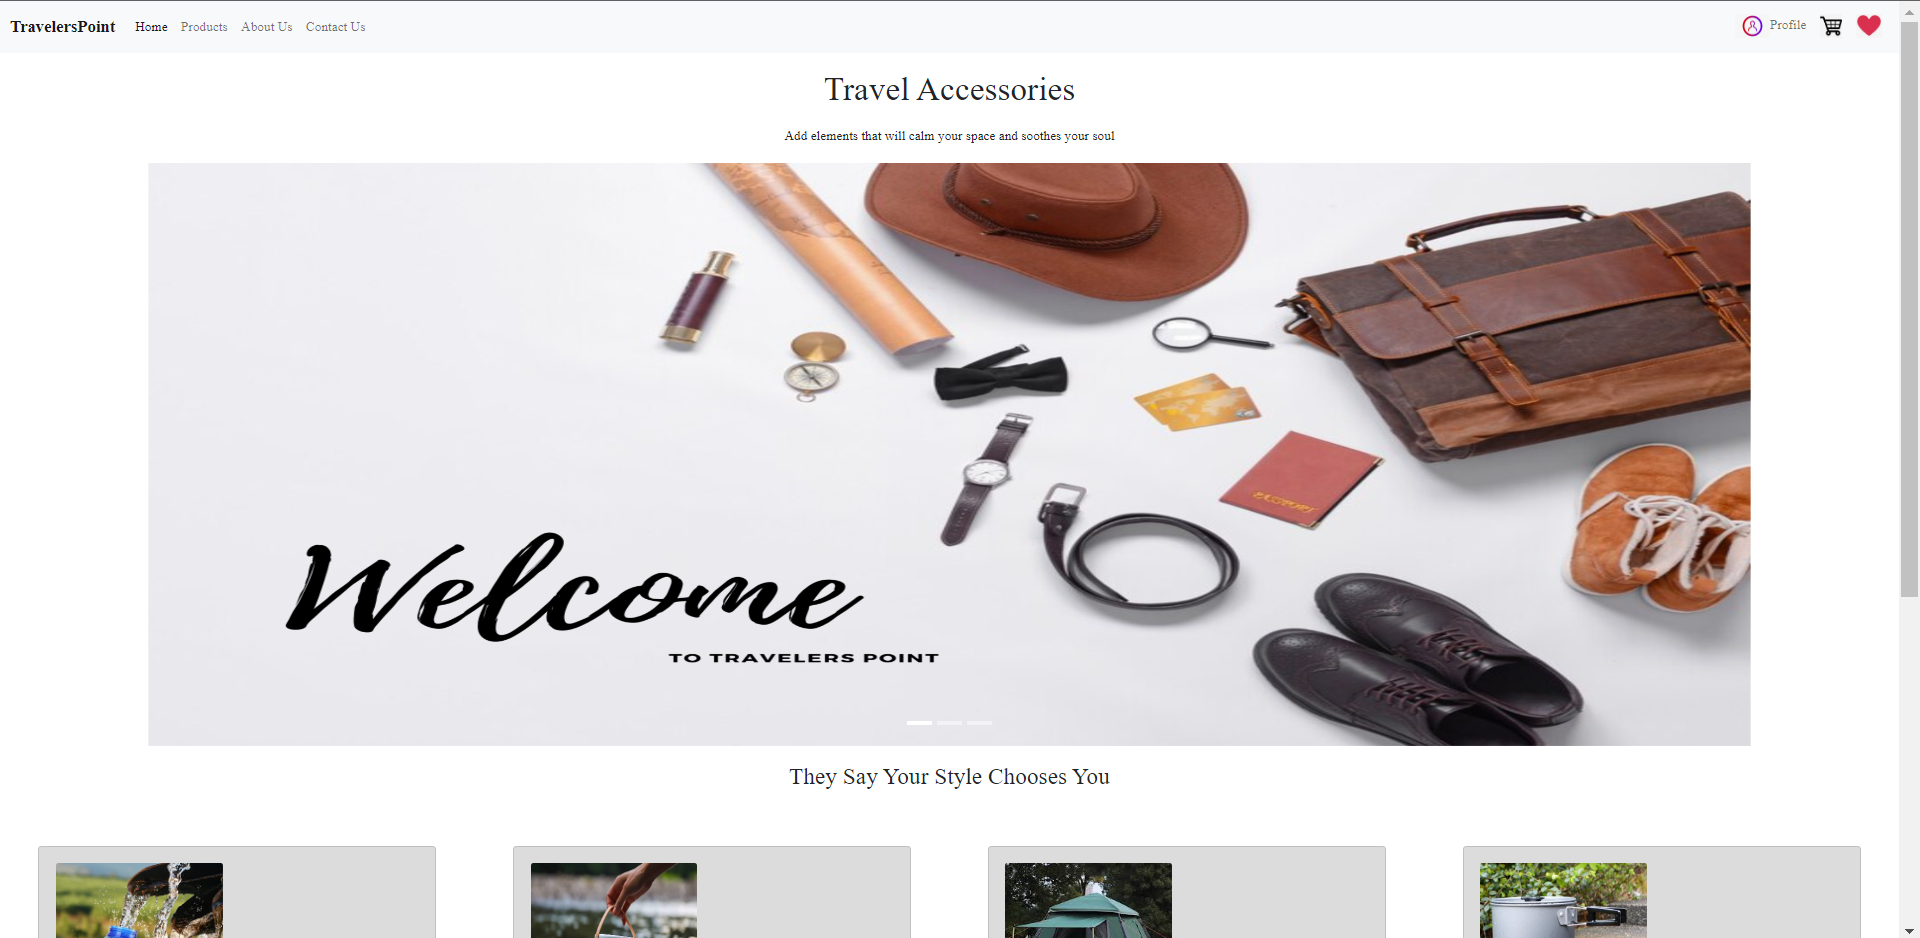 TravelersPoint Home Products About Us Contact Us Profile
Travel Accessories
Add elements that will calm your space and soothes your soul
PASSPORT
Welcome
TO TRAVELERS POINT
They Say Your Style Chooses You